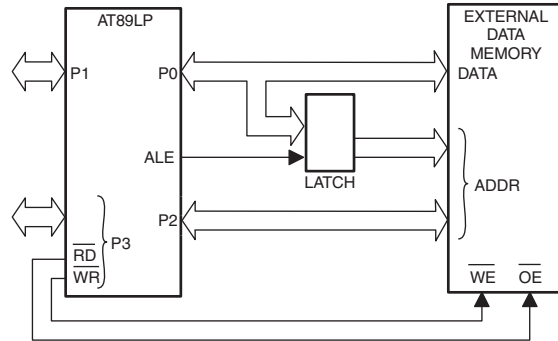 AT89LP
P1
P0
ALE
P2
P3
RD
WR
LATCH
EXTERNAL
DATA
MEMORY
DATA
ADDR
WE
OE